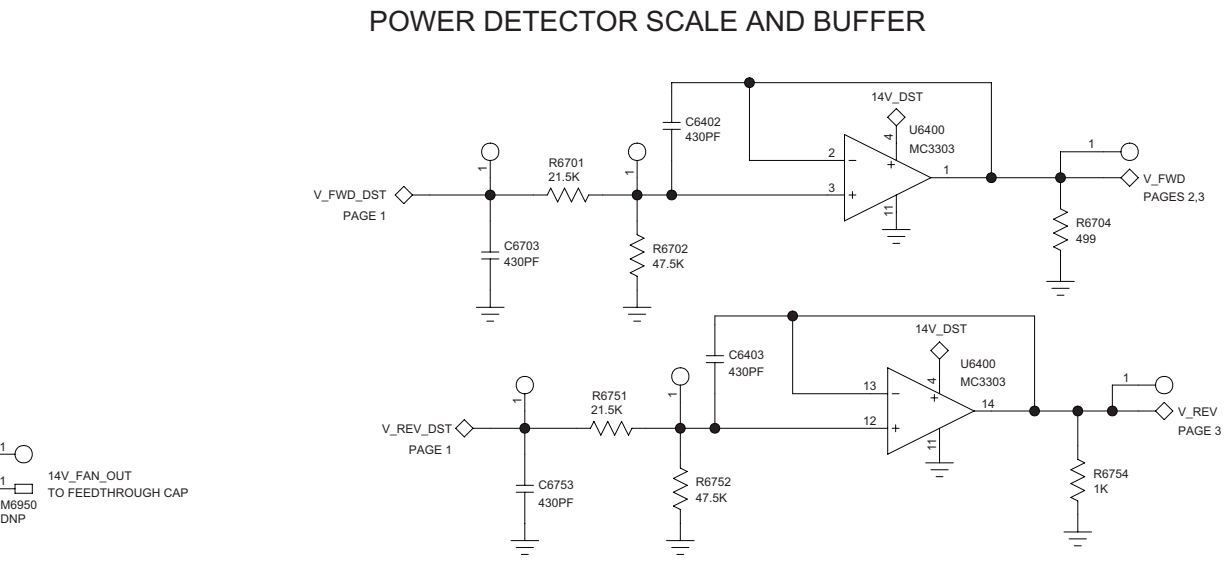 POWER DETECTOR SCALE AND BUFFER
14V_DST
C6402
430PF
4
U6400
MC3303
1
1
1
2
R6701
21.5K
1
1
V_FWD_DST
PAGE 1
3
11
V_FWD
PAGES 2,3
C6703
430PF
R6702
47.5K
R6704
499
14V_DST
C6403
430PF
4
U6400
MC3303
1
1
1
13
R6751
21.5K
14
V_REV_DST
PAGE 1
12
11
V_REV
PAGE 3
C6753
430PF
R6752
47.5K
R6754
1K
1
1
14V_FAN_OUT
TO FEEDTHROUGH CAP
M6950
DNP